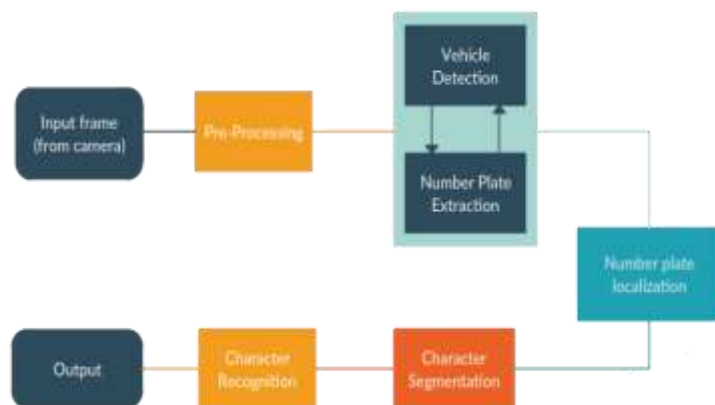 Input frame
(from camera)
Pre-Processing
Vehicle
Detection
Number Plate
Extraction
Number plate
localization
Character
Segmentation
Character
Recognition
Output